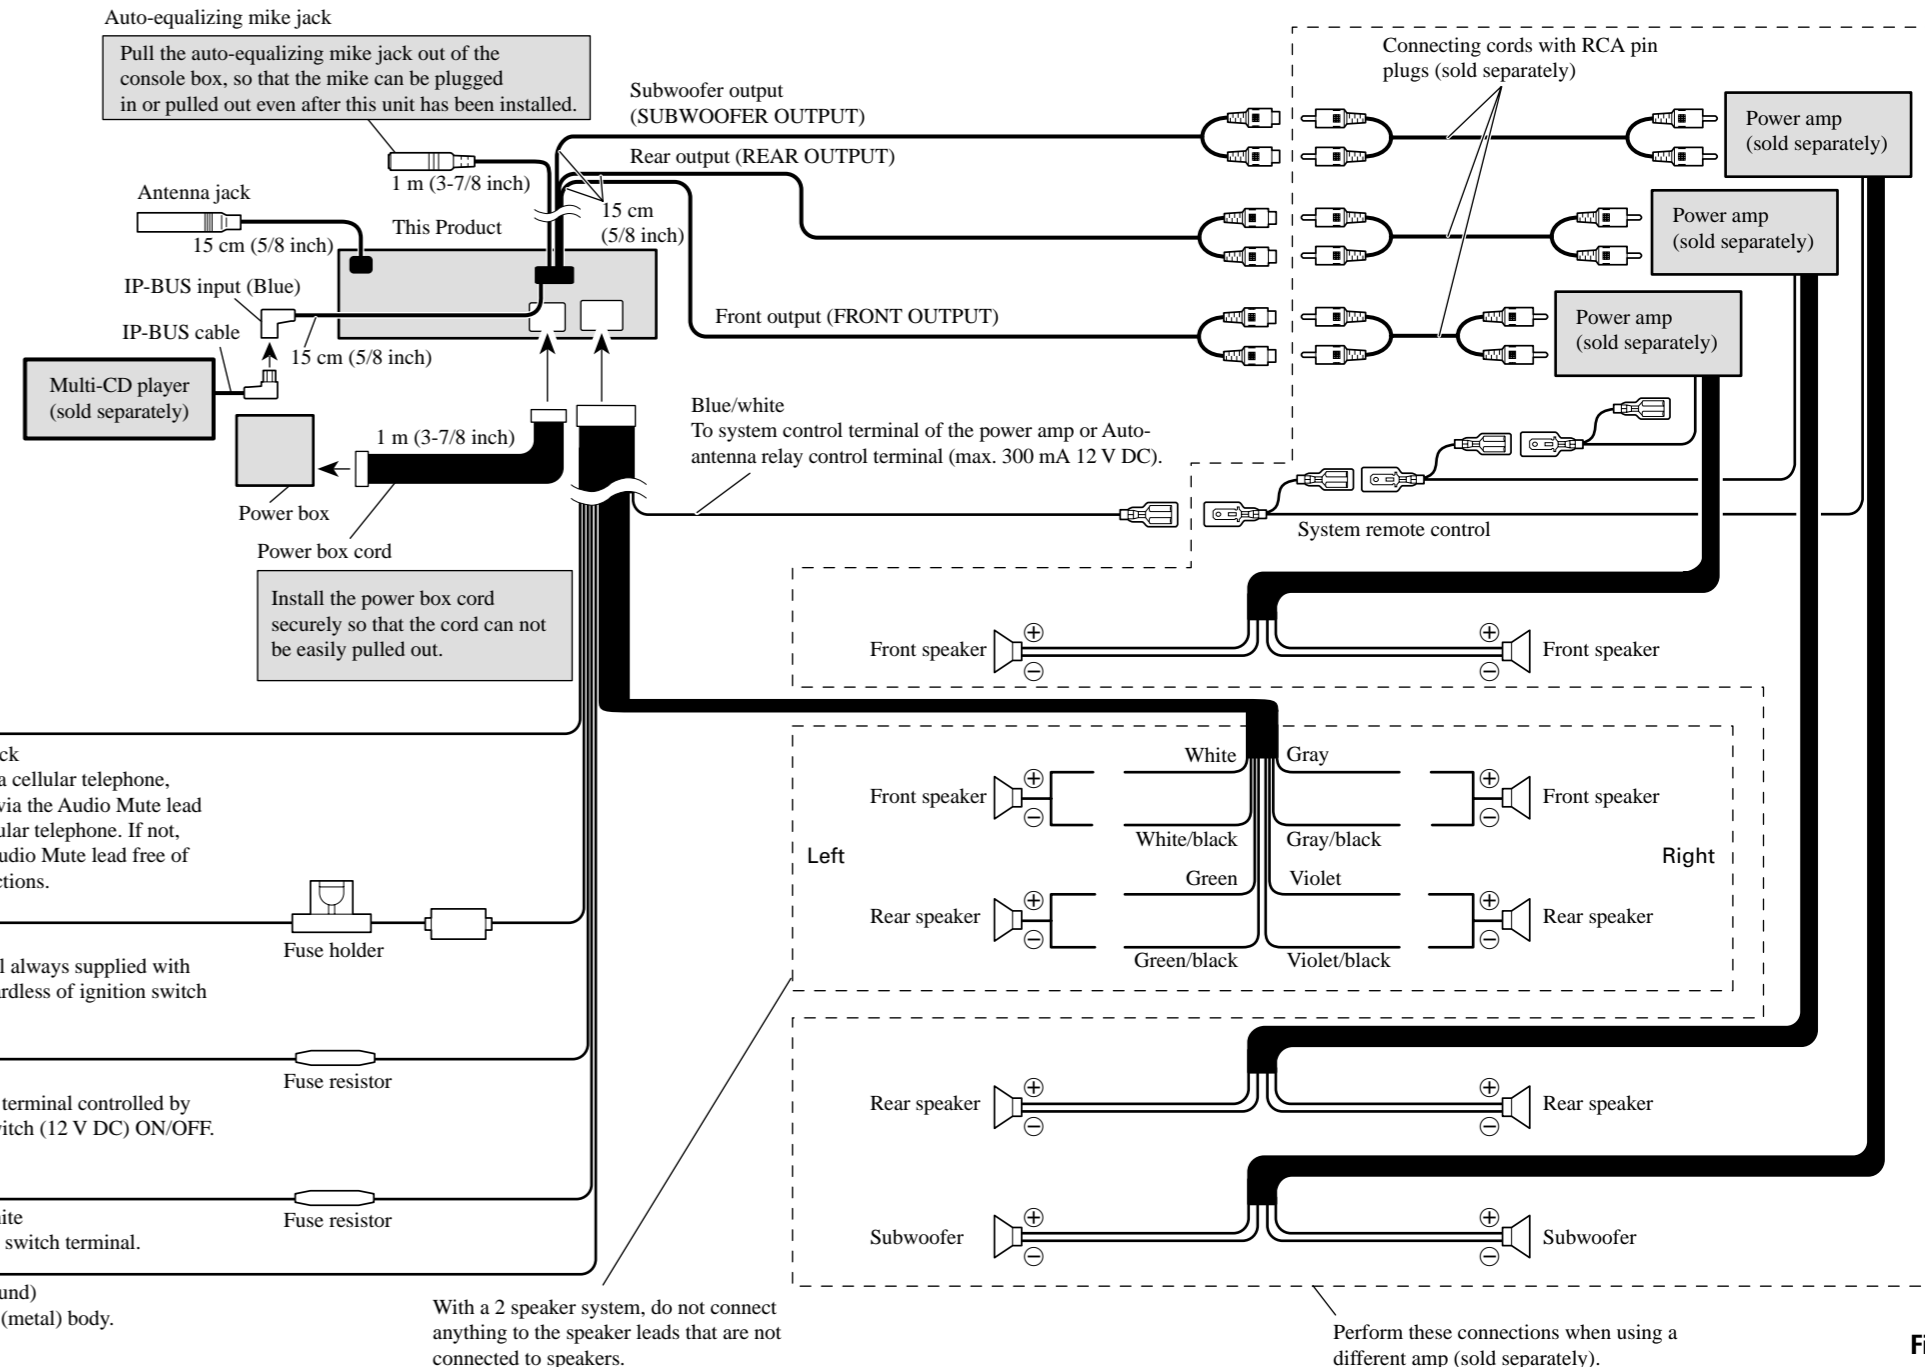 Auto-equalizing mike jack
Pull the auto-equalizing mike jack out of the
console box, so that the mike can be plugged
in or pulled out even after this unit has been installed.
Subwoofer output
(SUBWOOFER OUTPUT)
Rear output (REAR OUTPUT)
1 m (3-7/8 inch)
15 cm
(5/8 inch)
Antenna jack
15 cm (5/8 inch)
This Product
IP-BUS input (Blue)
IP-BUS cable
15 cm (5/8 inch)
Front output (FRONT OUTPUT)
Multi-CD player
(sold separately)
Connecting cords with RCA pin
plugs (sold separately)
Power amp
(sold separately)
Power amp
(sold separately)
Power amp
(sold separately)
1 m (3-7/8 inch)
Power box
Power box cord
Install the power box cord
securely so that the cord can not
be easily pulled out.
Blue/white
To system control terminal of the power amp or Auto-
antenna relay control terminal (max. 300 mA 12 V DC).
System remote control
Front speaker
⊕
⊖
⊕
⊖
Front speaker
White
Gray
Front speaker
⊕
⊖
⊕
⊖
Front speaker
White/black
Gray/black
Left
Right
Green
Violet
Rear speaker
⊕
⊖
⊕
⊖
Rear speaker
Green/black
Violet/black
Rear speaker
⊕
⊖
⊕
⊖
Rear speaker
Subwoofer
⊕
⊖
⊕
⊖
Subwoofer
ck
a cellular telephone,
via the Audio Mute lead
ular telephone. If not,
udio Mute lead free of
ctions.
Fuse holder
l always supplied with
ardless of ignition switch
Fuse resistor
terminal controlled by
witch (12 V DC) ON/OFF.
Fuse resistor
ite
switch terminal.
und)
(metal) body.
With a 2 speaker system, do not connect
anything to the speaker leads that are not
connected to speakers.
Perform these connections when using a
different amp (sold separately).
Fi